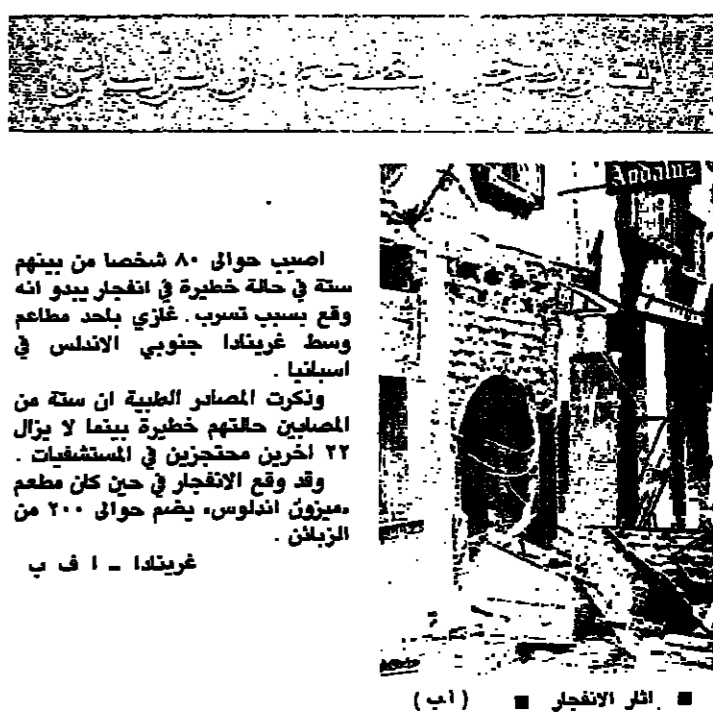 Andaluz
اصيب حوالى ٨٠ شخصا من بينهم
ستة في حالة خطيرة في انفجار يبدو انه
وقع بسبب تسرب . غازي باحد مطاعم
وسط غرينادا جنوبي الاندلس في
اسبانيا .
وذكرت المصادر الطبية ان ستة من
المصابين حالتهم خطيرة بينما لا يزال
٢٢ اخرين محتجزين في المستشفيات .
وقد وقع الانفجار في حين كان مطعم
«ميزون اندلوس» يضم حوالى ٢٠٠ من
الزبائن .
غرينادا ــ ا ف ب
■ اثار الانفجار ■ (أ.ب)